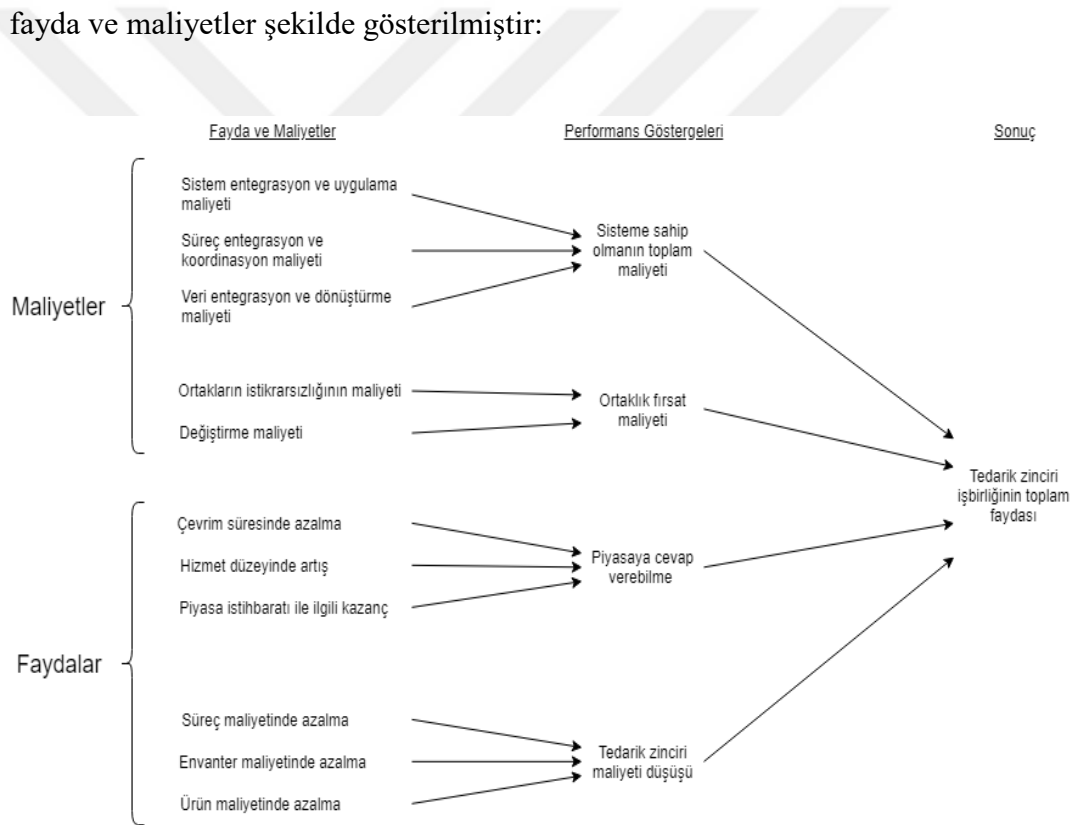 fayda ve maliyetler şekilde gösterilmiştir:
Fayda ve Maliyetler
Performans Göstergeleri
Sonuç
Maliyetler
Sistem entegrasyon ve uygulama
maliyeti
Süreç entegrasyon ve
koordinasyon maliyeti
Veri entegrasyon ve dönüştürme
maliyeti
Ortakların istikrarsızlığının maliyeti
Değiştirme maliyeti
Sisteme sahip
olmanın toplam
maliyeti
Ortaklık fırsat
maliyeti
Faydalar
Çevrim süresinde azalma
Hizmet düzeyinde artış
Piyasa istihbaratı ile ilgili kazanç
Süreç maliyetinde azalma
Envanter maliyetinde azalma
Ürün maliyetinde azalma
Piyasaya cevap
verebilme
Tedarik zinciri
maliyeti düşüşü
Tedarik zinciri
işbirliğinin toplam
faydası